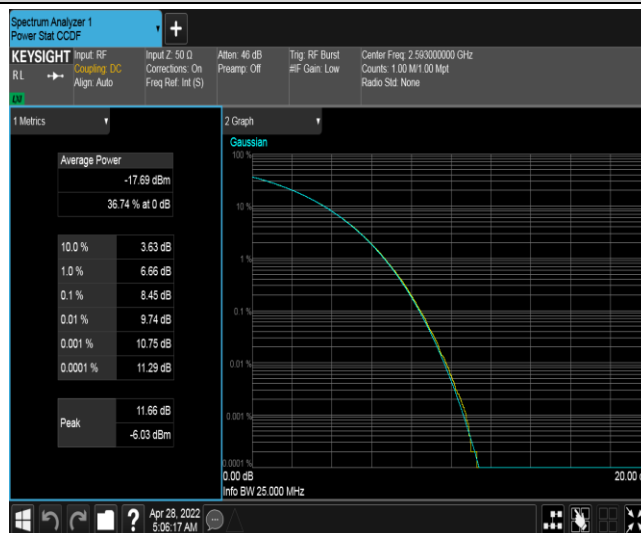 Spectrum Analyzer 1
Power Stat CCDF
+
KEYSIGHT
RL
Input: RF
Coupling: DC
Align: Auto
Input Z: 50 Ω
Corrections: On
Freq Ref: Int (S)
Atten: 46 dB
Preamp: Off
Trig: RF Burst
#IF Gain: Low
Center Freq: 2.593000000 GHz
Counts: 1.00 M/1.00 Mpt
Radio Std: None
1 Metrics
Average Power
-17.69 dBm
36.74 % at 0 dB
10.0 % 3.63 dB
1.0 % 6.66 dB
0.1 % 8.45 dB
0.01 % 9.74 dB
0.001 % 10.75 dB
0.0001 % 11.29 dB
Peak
11.66 dB
-6.03 dBm
2 Graph
Gaussian
100 %
10 %
1 %
0.1 %
0.01 %
0.001 %
0.0001 %
0.00 dB
20.00
Info BW 25.000 MHz
?
Apr 28, 2022
5:06:17 AM